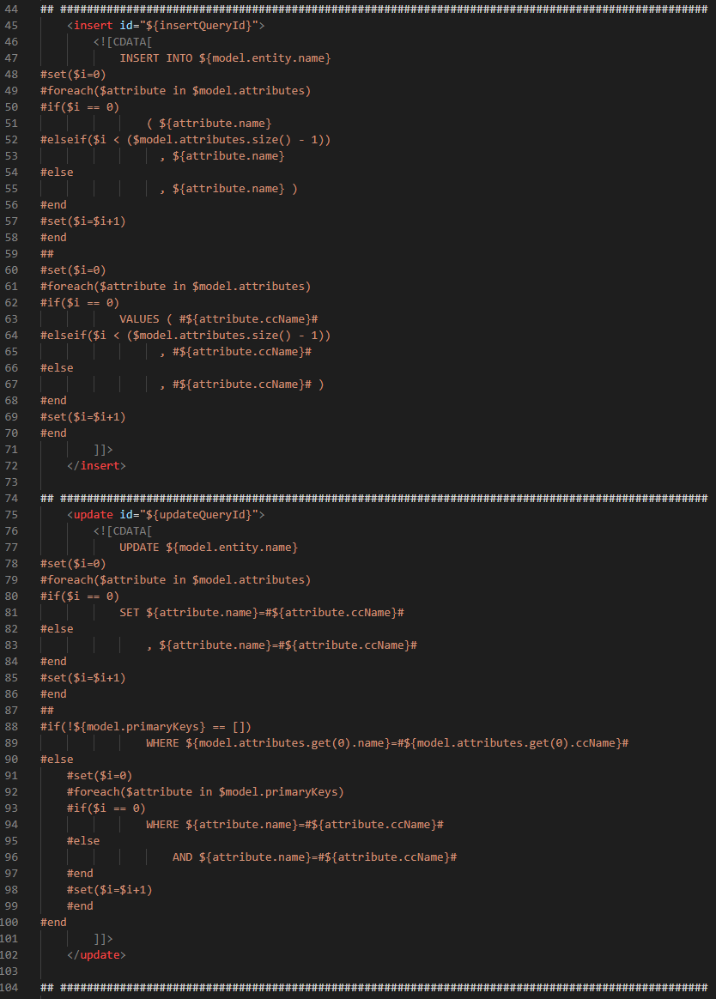 44 ## ##################################################################################################
45 <insert id="${insertQueryId}">
46 <![CDATA[
47 INSERT INTO ${model.entity.name}
48 #set($i=0)
49 #foreach($attribute in $model.attributes)
50 #if($i == 0)
51 ( ${attribute.name}
52 #elseif($i < ($model.attributes.size() - 1))
53 , ${attribute.name}
54 #else
55 , ${attribute.name} )
56 #end
57 #set($i=$i+1)
58 #end
59 ##
60 #set($i=0)
61 #foreach($attribute in $model.attributes)
62 #if($i == 0)
63 VALUES ( #${attribute.ccName}#
64 #elseif($i < ($model.attributes.size() - 1))
65 , #${attribute.ccName}#
66 #else
67 , #${attribute.ccName}# )
68 #end
69 #set($i=$i+1)
70 #end
71 ]]>
72 </insert>
73
74 ## ##################################################################################################
75 <update id="${updateQueryId}">
76 <![CDATA[
77 UPDATE ${model.entity.name}
78 #set($i=0)
79 #foreach($attribute in $model.attributes)
80 #if($i == 0)
81 SET ${attribute.name}=#${attribute.ccName}#
82 #else
83 , ${attribute.name}=#${attribute.ccName}#
84 #end
85 #set($i=$i+1)
86 #end
87 ##
88 #if(!${model.primaryKeys} == [])
89 WHERE ${model.attributes.get(0).name}=#${model.attributes.get(0).ccName}#
90 #else
91 #set($i=0)
92 #foreach($attribute in $model.primaryKeys)
93 #if($i == 0)
94 WHERE ${attribute.name}=#${attribute.ccName}#
95 #else
96 AND ${attribute.name}=#${attribute.ccName}#
97 #end
98 #set($i=$i+1)
99 #end
100 #end
101 ]]>
102 </update>
103
104 ## ##################################################################################################